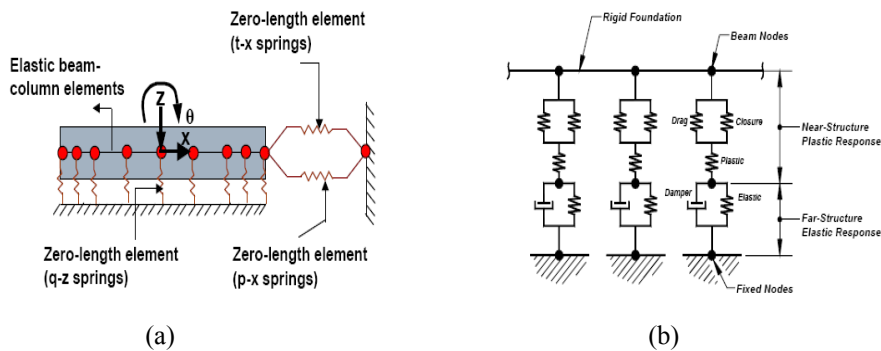 Zero-length element
(t-x springs)
Elastic beam-
column elements
Z
θ
X
Zero-length element
(q-z springs)
Zero-length element
(p-x springs)
(a)
Rigid Foundation
Beam Nodes
Drag
Closure
Plastic
Near-Structure
Plastic Response
Damper
Elastic
Far-Structure
Elastic Response
Fixed Nodes
(b)